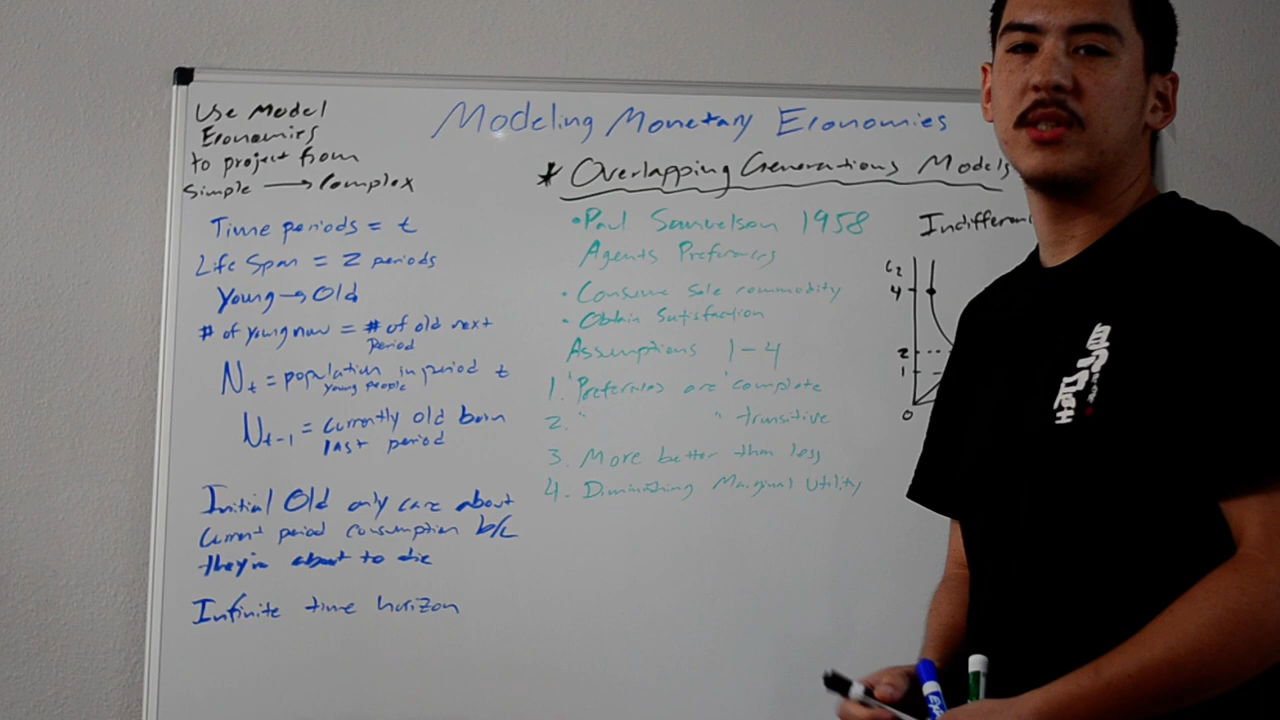 Use Model
Economies
to project from
Simple → Complex
Time periods = t
Life Span = 2 periods
Young → Old
# of young now = # of old next
Period
Nt = population in period t
young people
Nt-1 = currently old born
last period
Initial Old only care about
current period consumption b/c
they're about to die
Infinite time horizon
Modeling Monetary Economies
* Overlapping Generations Models
• Paul Samuelson 1958
Agents Preferences
• Consume sole commodity
• Obtain Satisfaction
Assumptions 1-4
1. 'Preferences are' complete
2. " " transitive
3. More better than less
4. Diminishing Marginal Utility
Indifferen
C2
4
2
1
0